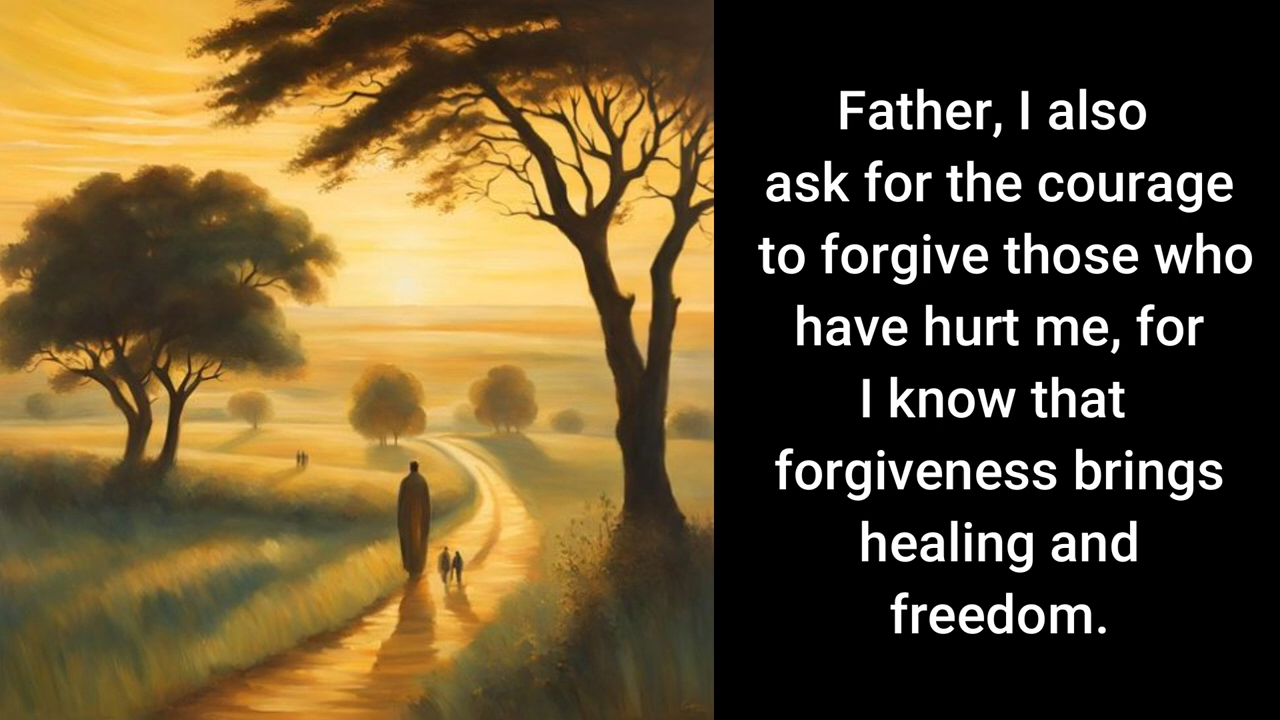 Father, I also
ask for the courage
to forgive those who
have hurt me, for
I know that
forgiveness brings
healing and
freedom.